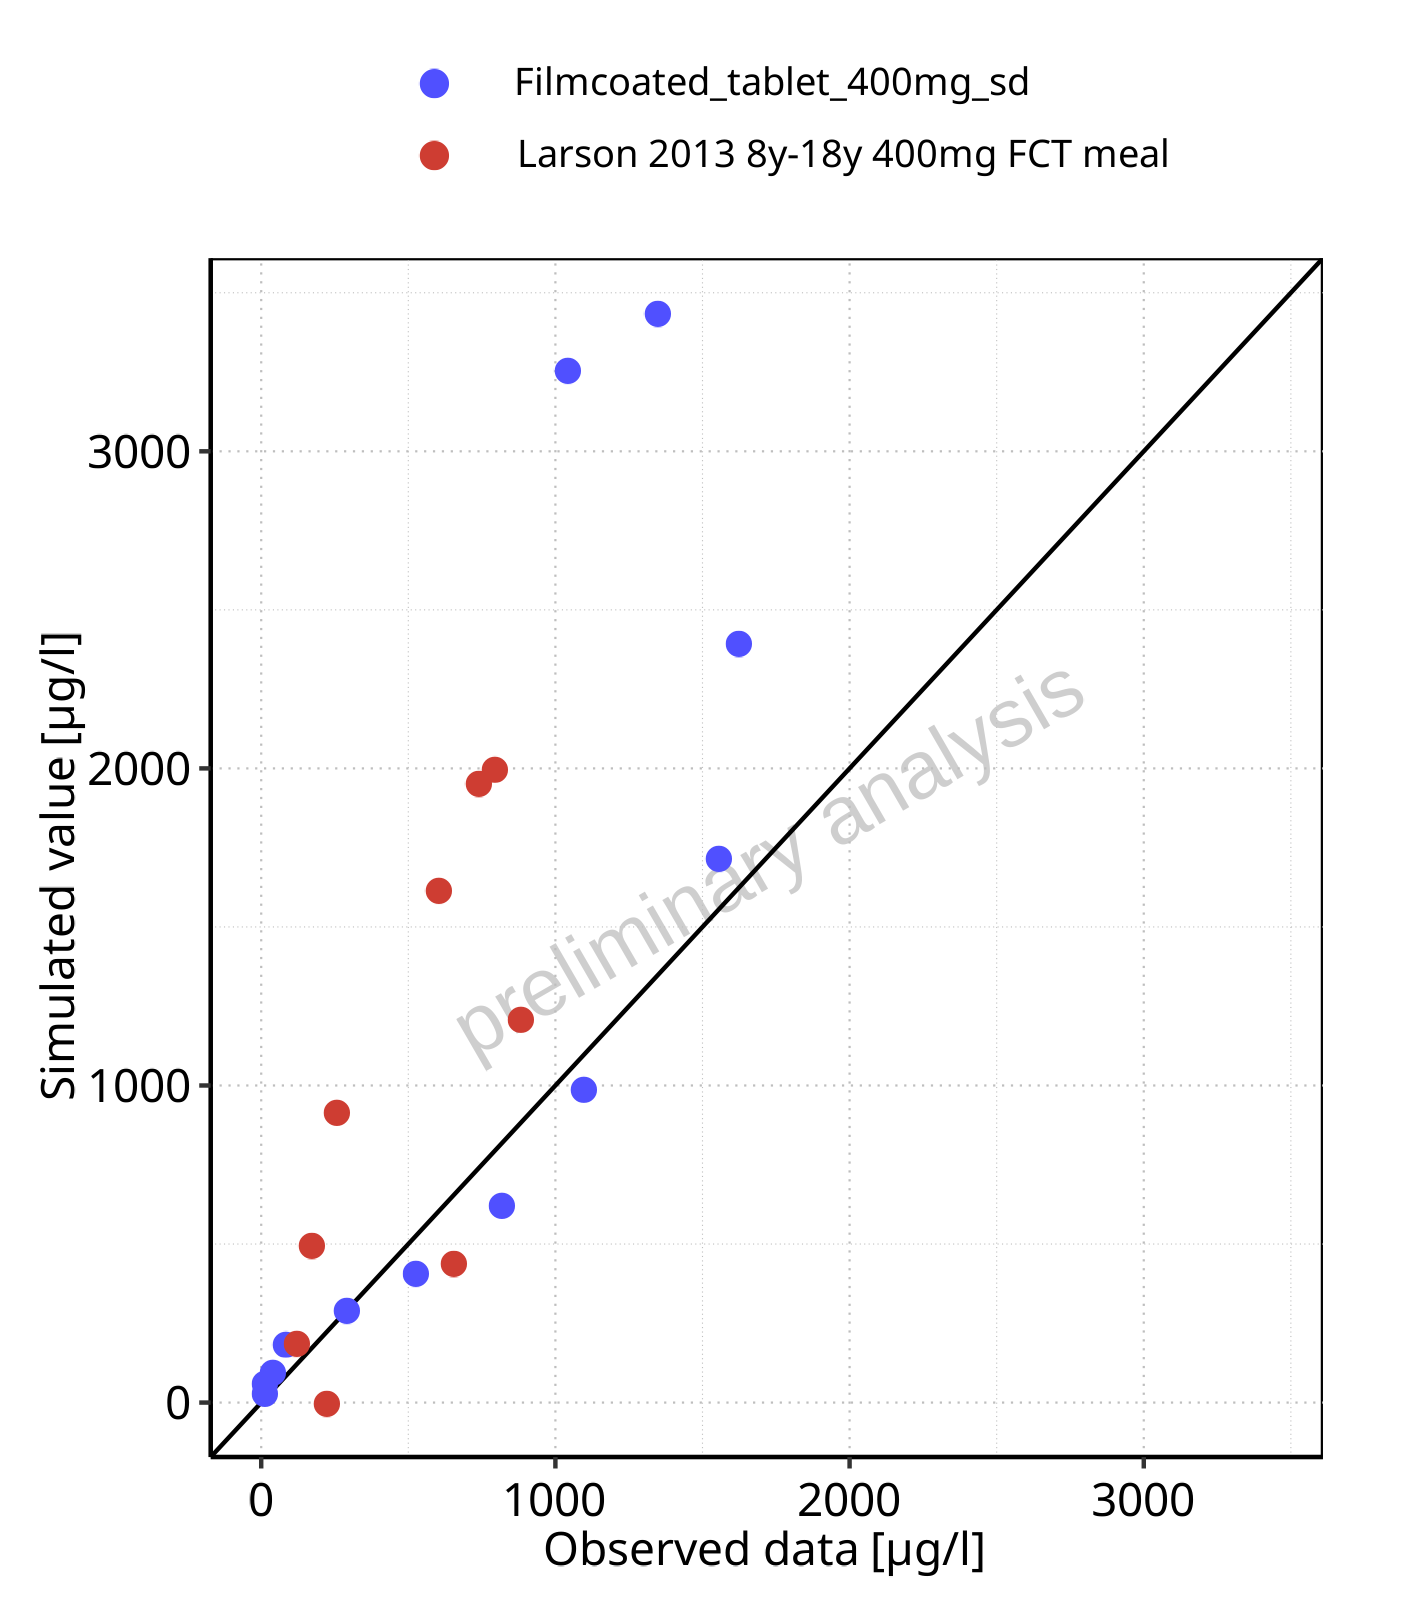 Filmcoated_tablet_400mg_sd
Larson 2013 8y-18y 400mg FCT meal
3000
2000
1000
0
Simulated value [µg/l]
preliminary analysis
0 1000 2000 3000
Observed data [µg/l]